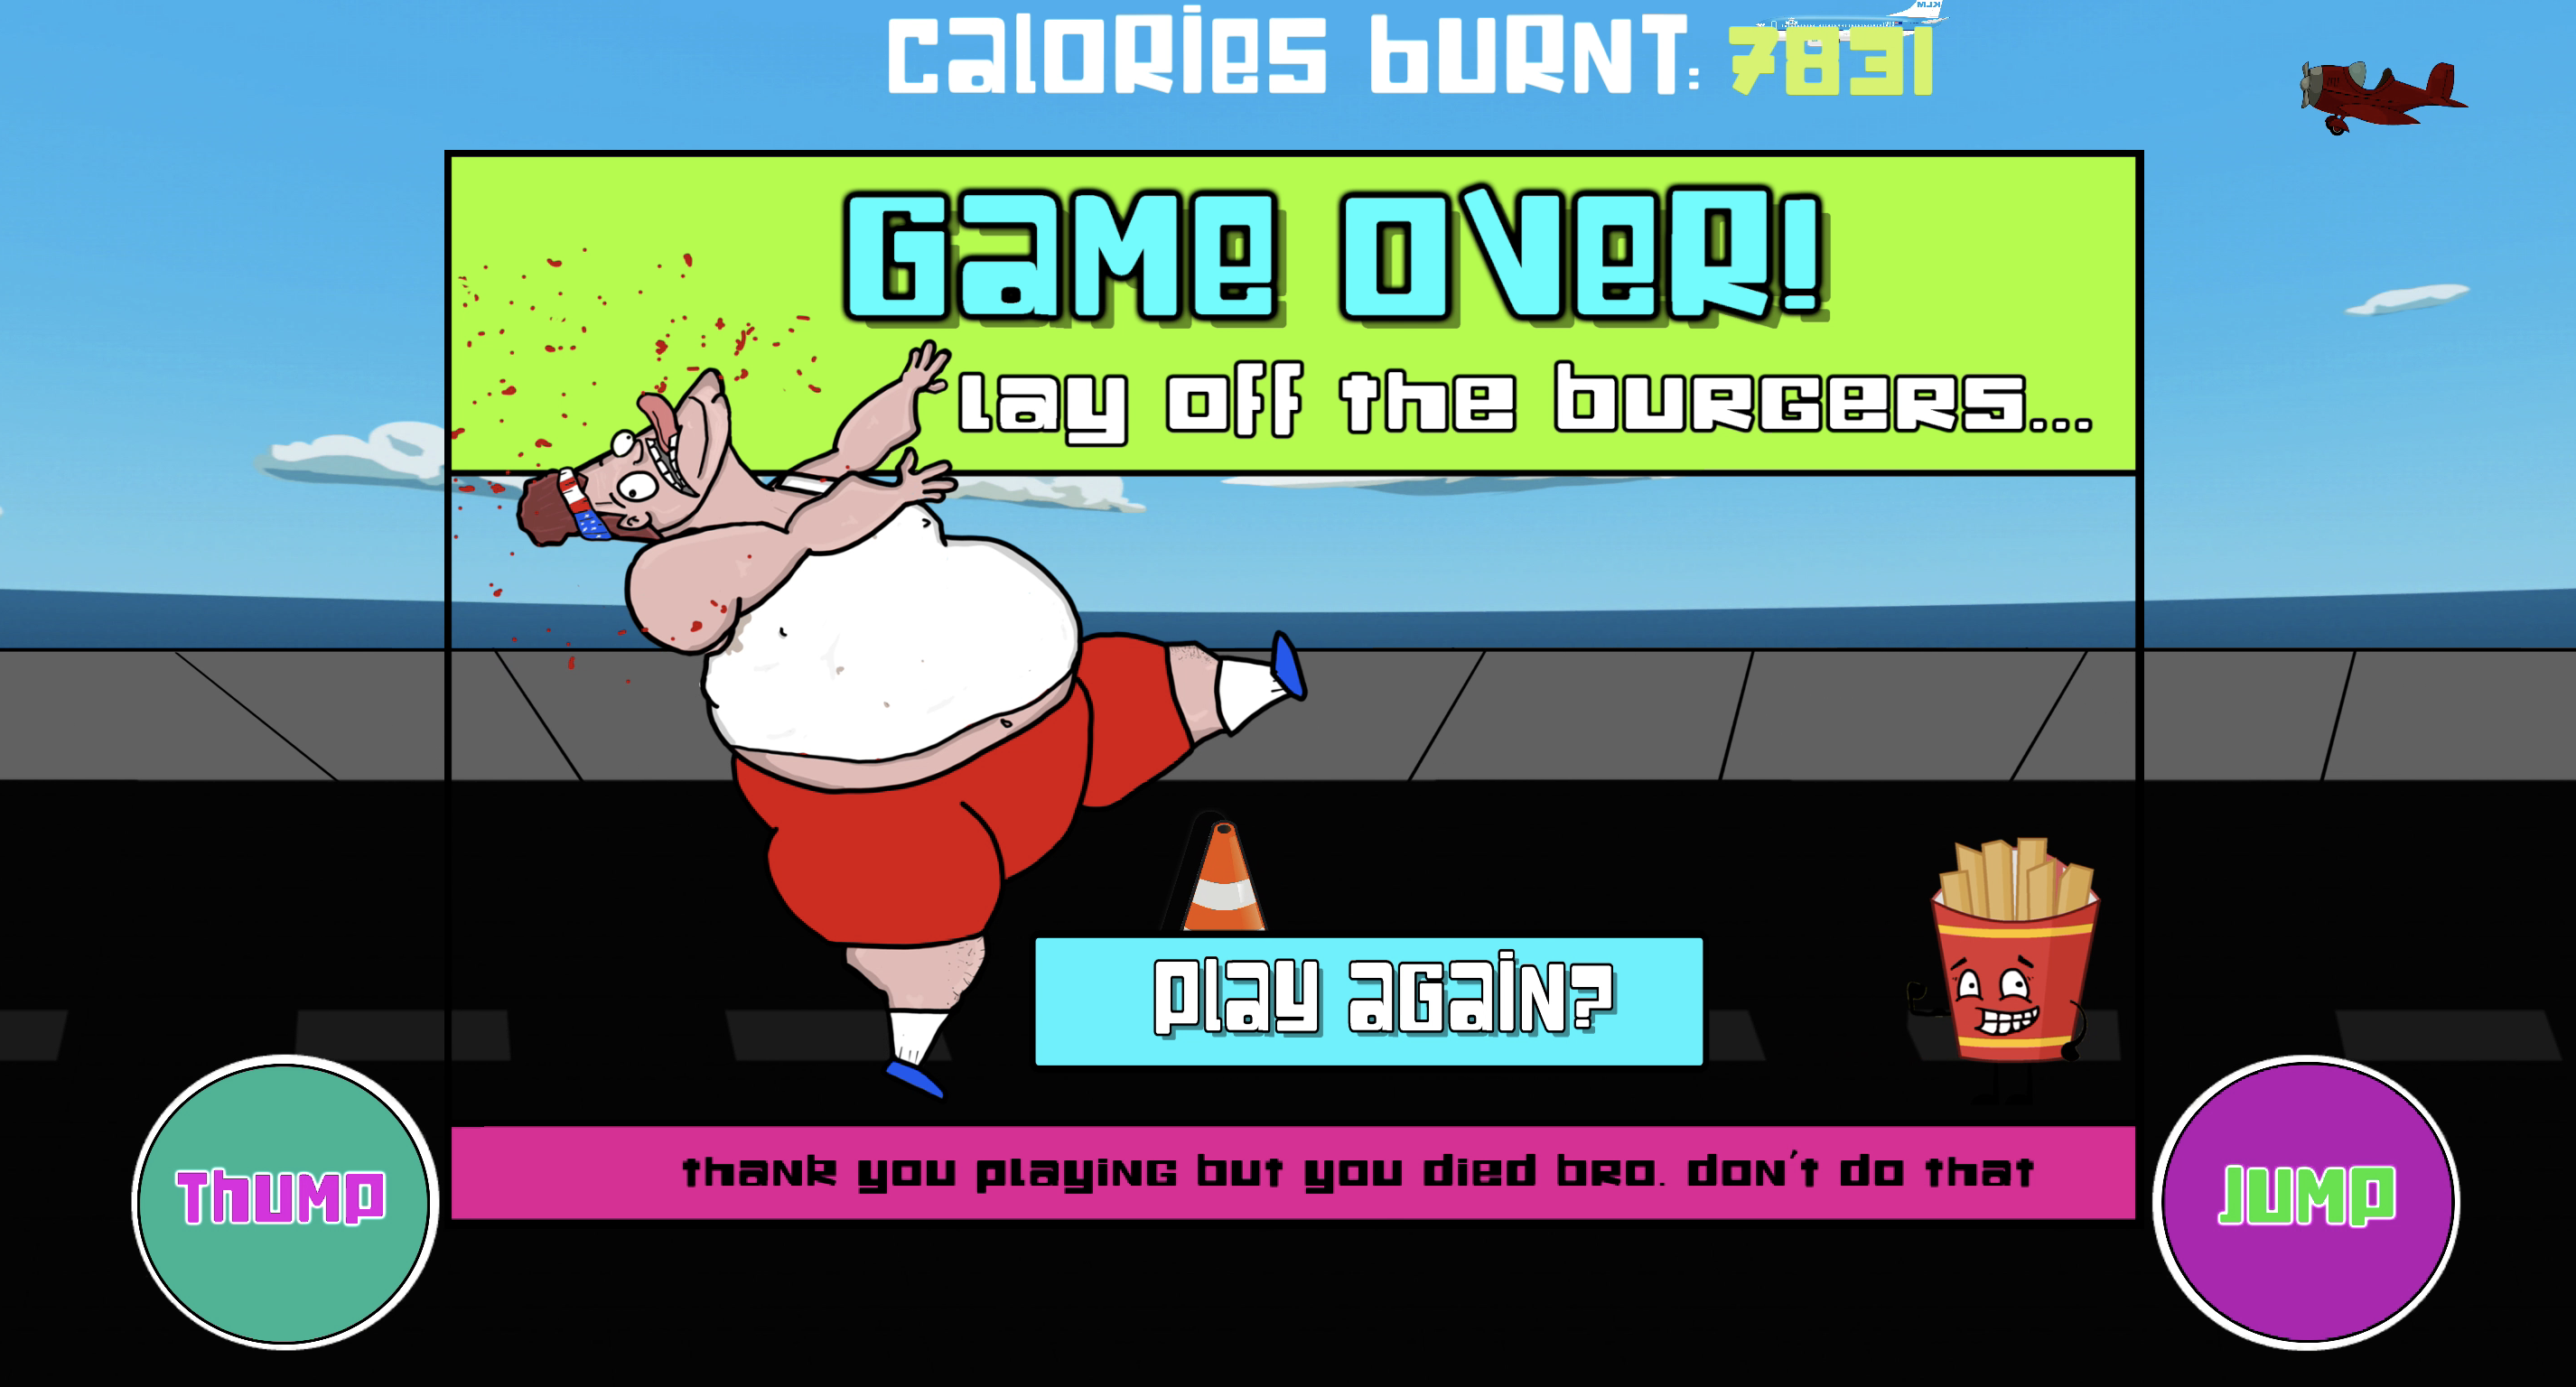 CALORIES BURNT: 7831
GAME OVER!
LAY OFF THE BURGERS...
PLAY AGAIN?
THUMP
JUMP
THANK YOU PLAYING BUT YOU DIED BRO. DON'T DO THAT
KLM